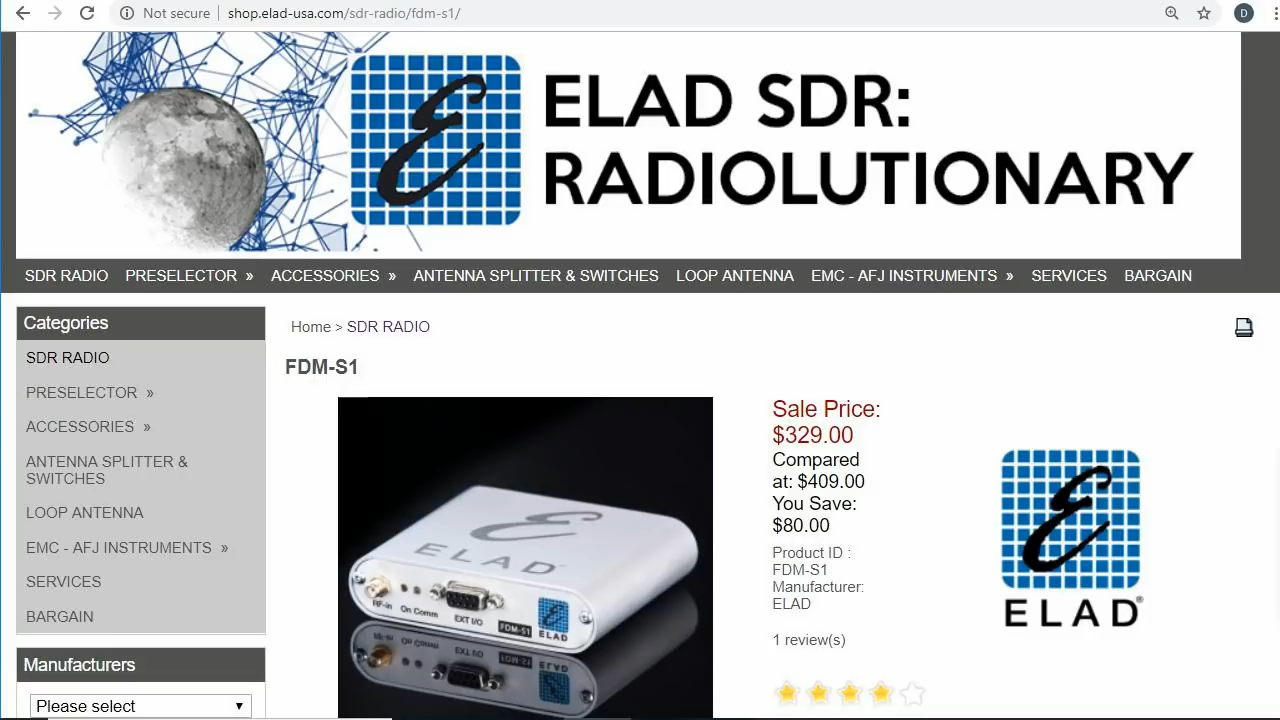 Not secure
shop.elad-usa.com/sdr-radio/fdm-s1/
D
ELAD SDR:
RADIOLUTIONARY
SDR RADIO PRESELECTOR » ACCESSORIES » ANTENNA SPLITTER & SWITCHES LOOP ANTENNA EMC - AFJ INSTRUMENTS » SERVICES BARGAIN
Categories
SDR RADIO
PRESELECTOR »
ACCESSORIES »
ANTENNA SPLITTER &
SWITCHES
LOOP ANTENNA
EMC - AFJ INSTRUMENTS »
SERVICES
BARGAIN
Manufacturers
Please select
Home > SDR RADIO
FDM-S1
E
ELAD
RF-in On Comm
EXT I/O
FDM-S1
ELAD
Sale Price:
$329.00
Compared
at: $409.00
You Save:
$80.00
Product ID :
FDM-S1
Manufacturer:
ELAD
1 review(s)
E
ELAD®